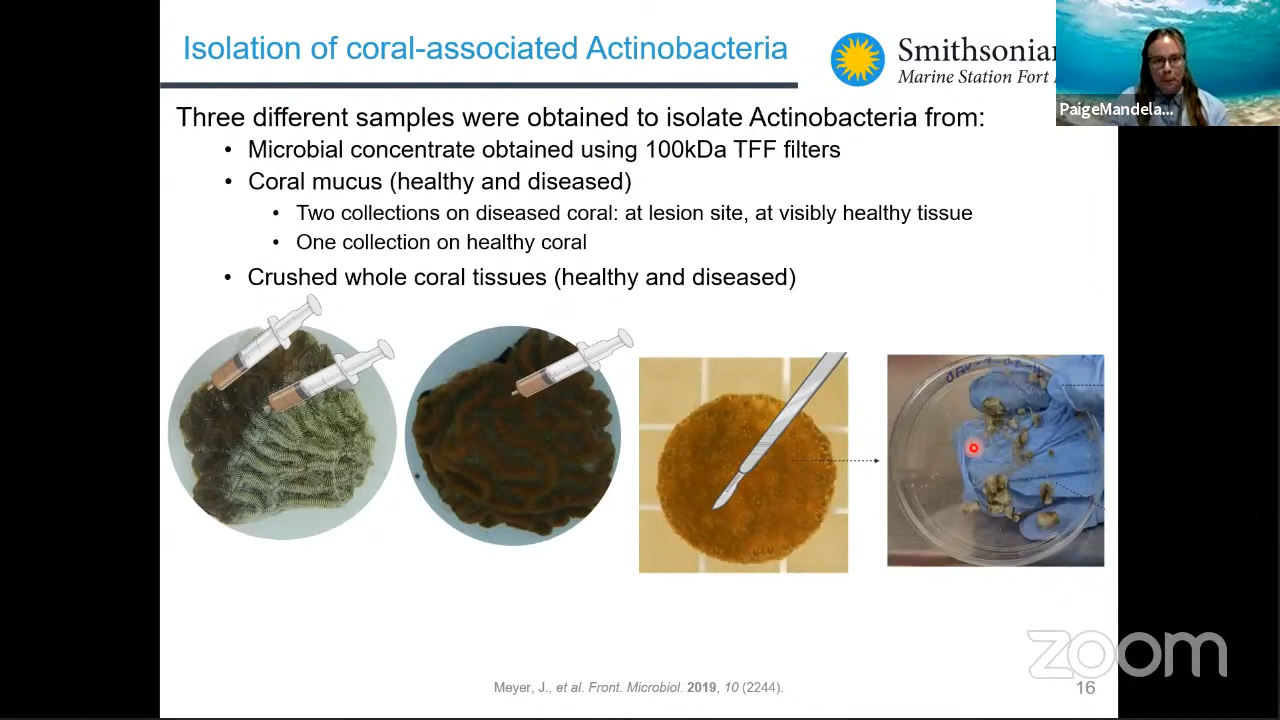 Isolation of coral-associated Actinobacteria
Smithsonia
Marine Station Fort
PaigeMandela...
Three different samples were obtained to isolate Actinobacteria from:
• Microbial concentrate obtained using 100kDa TFF filters
• Coral mucus (healthy and diseased)
• Two collections on diseased coral: at lesion site, at visibly healthy tissue
• One collection on healthy coral
• Crushed whole coral tissues (healthy and diseased)
zoom
Meyer, J., et al. Front. Microbiol. 2019, 10 (2244).
16